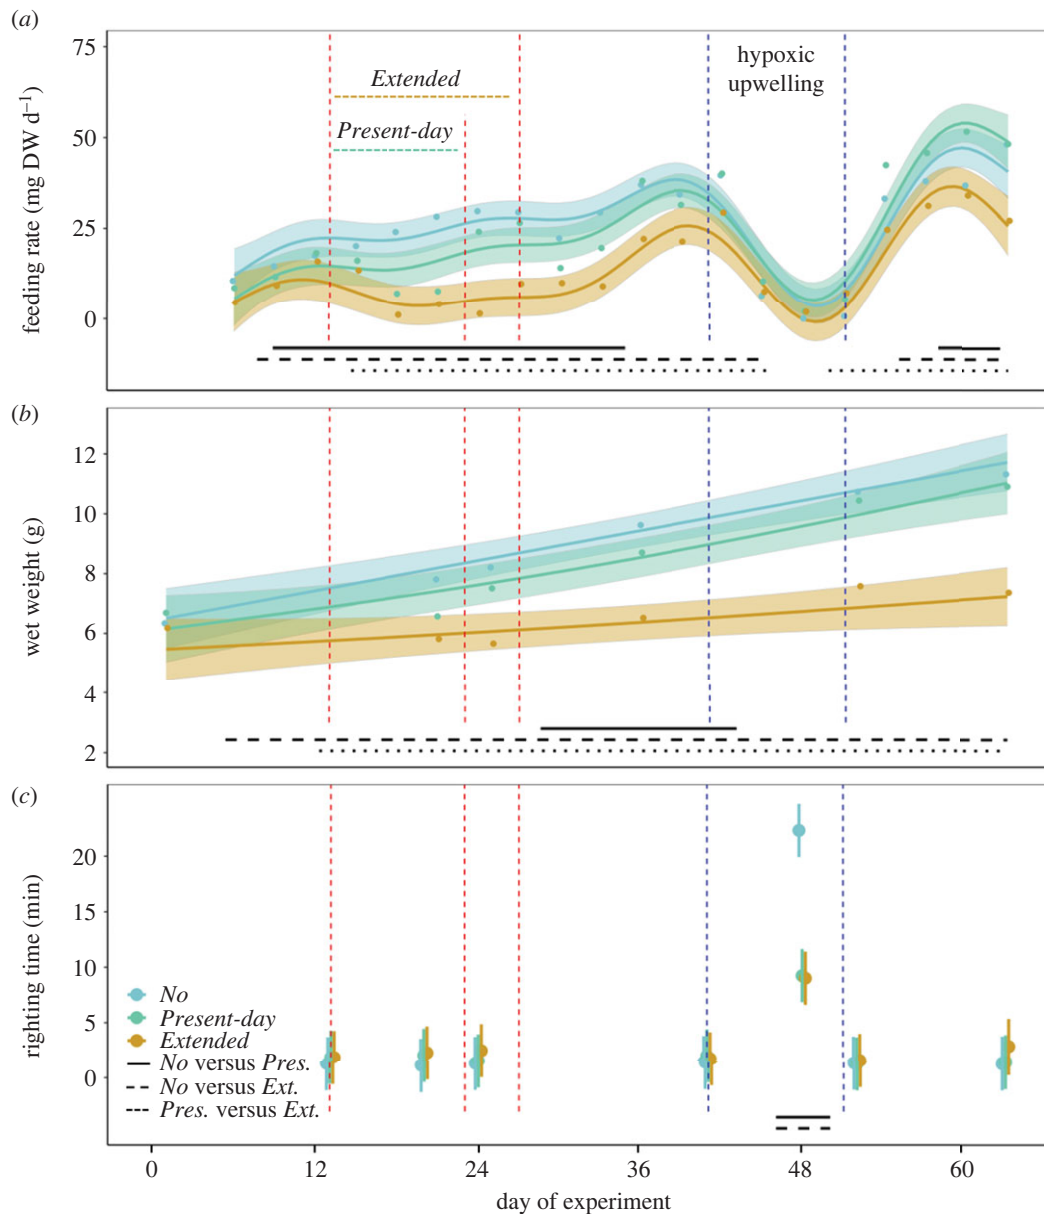 (a)
75
50
25
0
feeding rate (mg DW d⁻¹)
Extended
Present-day
hypoxic
upwelling
(b)
12
10
8
6
4
2
wet weight (g)
(c)
20
15
10
5
0
righting time (min)
No
Present-day
Extended
No versus Pres.
No versus Ext.
Pres. versus Ext.
0 12 24 36 48 60
day of experiment